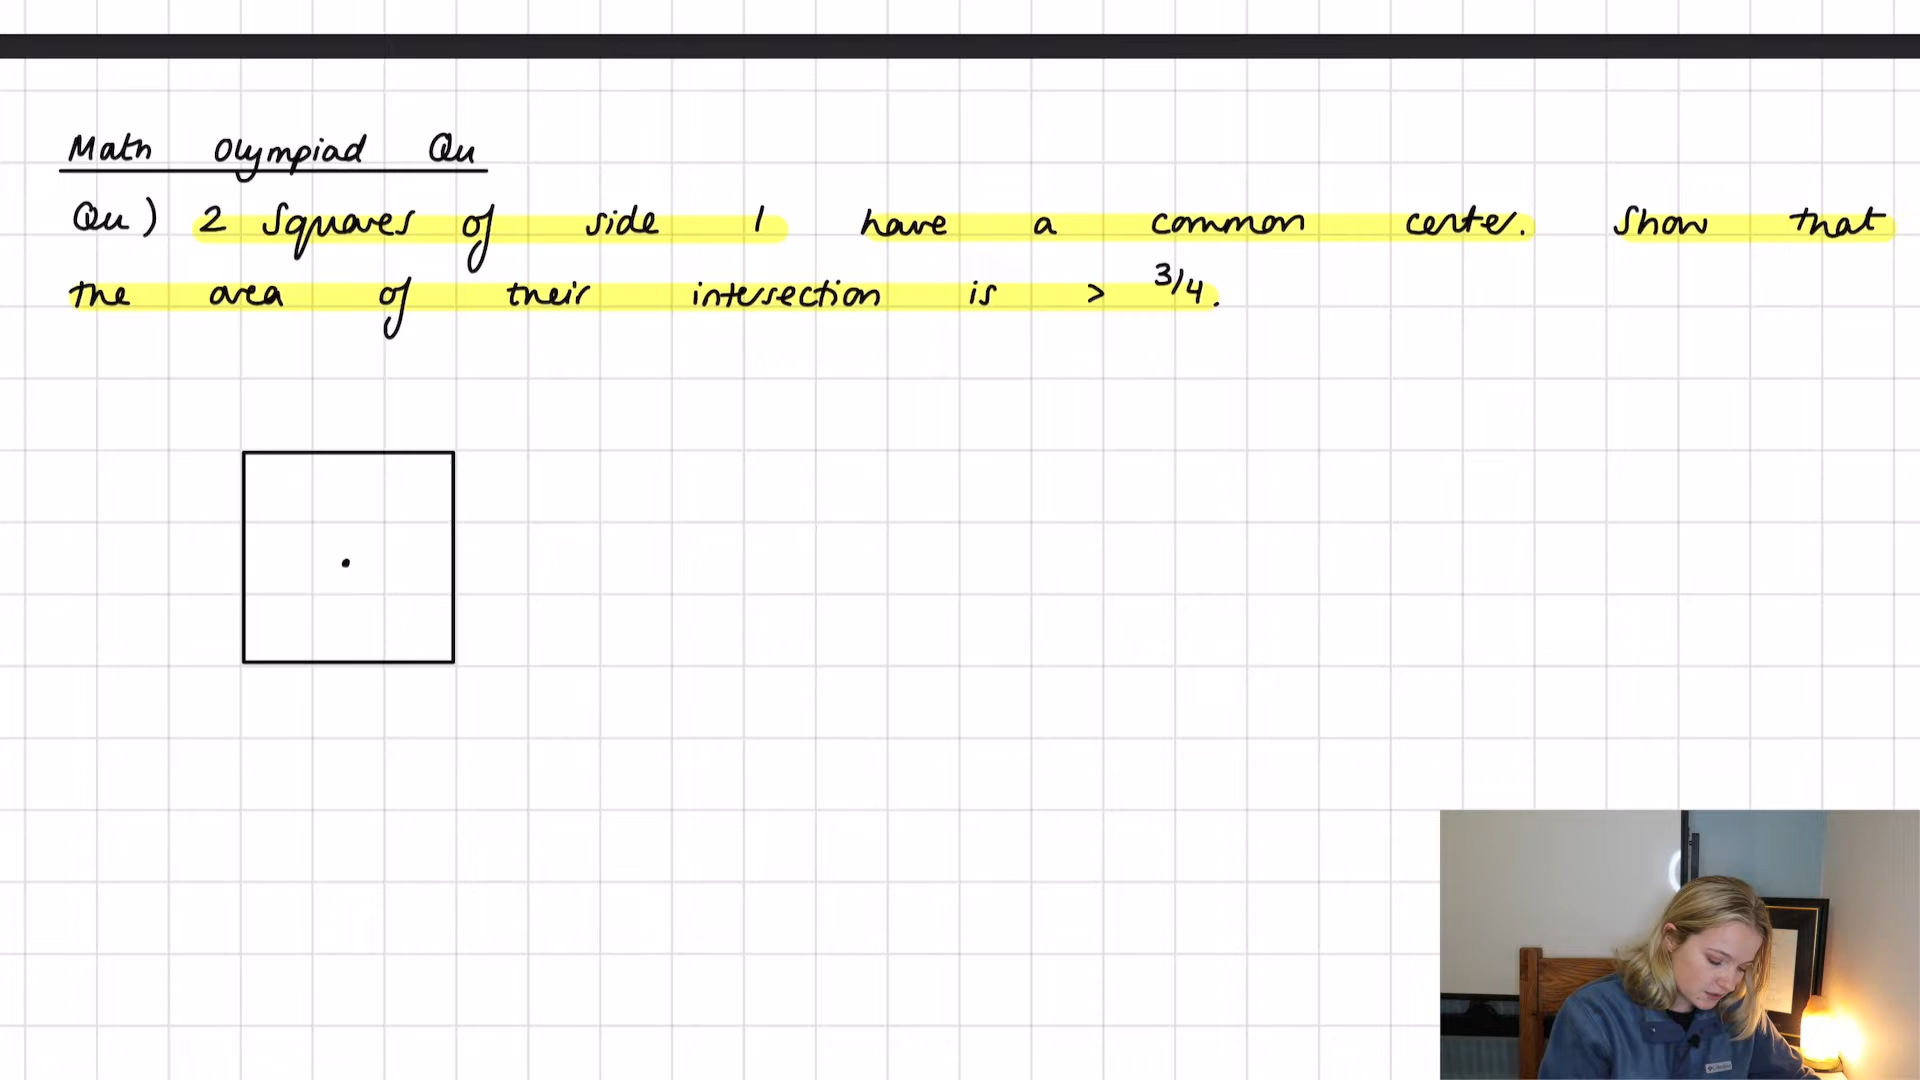 Math Olympiad Qu
Qu) 2 squares of side 1 have a common center. Show that
the area of their intersection is > 3/4.